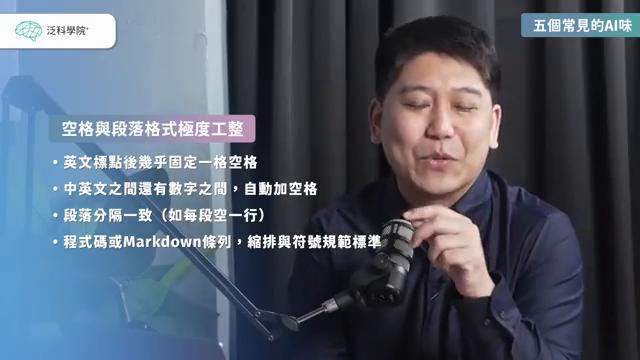 泛科學院
五個常見的AI味
空格與段落格式極度工整
• 英文標點後幾乎固定一格空格
• 中英文之間還有數字之間，自動加空格
• 段落分隔一致（如每段空一行）
• 程式碼或Markdown條列，縮排與符號規範標準